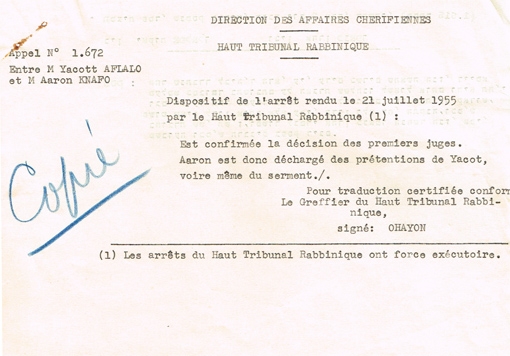 DIRECTION DES AFFAIRES CHERIFIENNES
HAUT TRIBUNAL RABBINIQUE
Appel N° 1.672
Entre M Yacott AFLALO
et M Aaron KNAFO
Dispositif de l'arrêt rendu le 21 juillet 1955
par le Haut Tribunal Rabbinique (1) :
Est confirmée la décision des premiers juges.
Aaron est donc déchargé des prétentions de Yacot,
voire même du serment./.
Pour traduction certifiée conform
Le Greffier du Haut Tribunal Rabbi-
nique,
signé: OHAYON
Copié
(1) Les arrêts du Haut Tribunal Rabbinique ont force exécutoire.